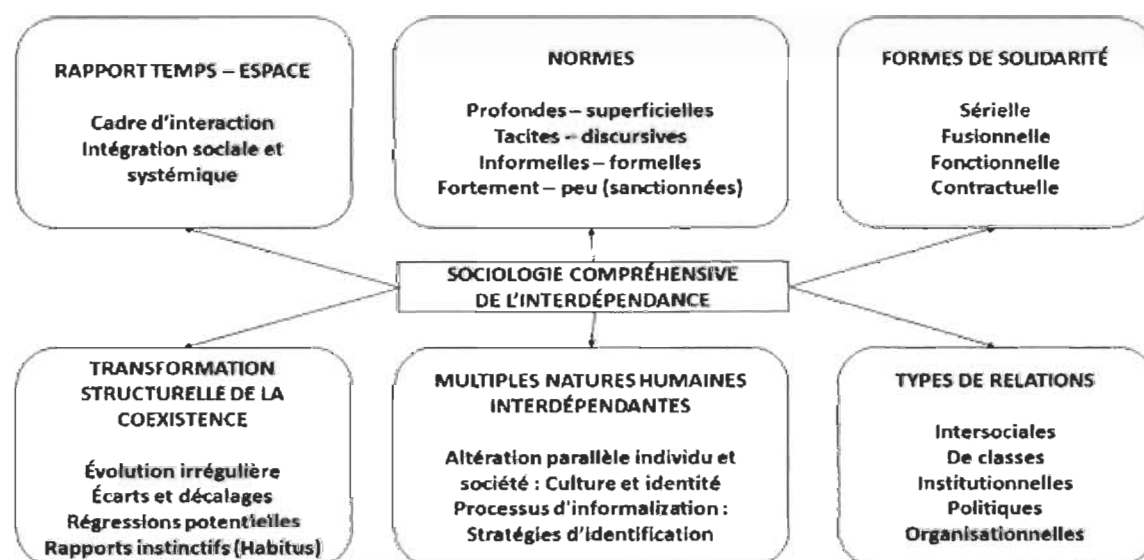 RAPPORT TEMPS – ESPACE
Cadre d'interaction
Intégration sociale et
systémique
NORMES
Profondes – superficielles
Tacites – discursives
Informelles – formelles
Fortement – peu (sanctionnées)
FORMES DE SOLIDARITÉ
Sérielle
Fusionnelle
Fonctionnelle
Contractuelle
SOCIOLOGIE COMPRÉHENSIVE
DE L'INTERDÉPENDANCE
TRANSFORMATION
STRUCTURELLE DE LA
COEXISTENCE
Évolution irrégulière
Écarts et décalages
Régressions potentielles
Rapports instinctifs (Habitus)
MULTIPLES NATURES HUMAINES
INTERDÉPENDANTES
Altération parallèle individu et
société : Culture et identité
Processus d'informalization :
Stratégies d'identification
TYPES DE RELATIONS
Intersociales
De classes
Institutionnelles
Politiques
Organisationnelles